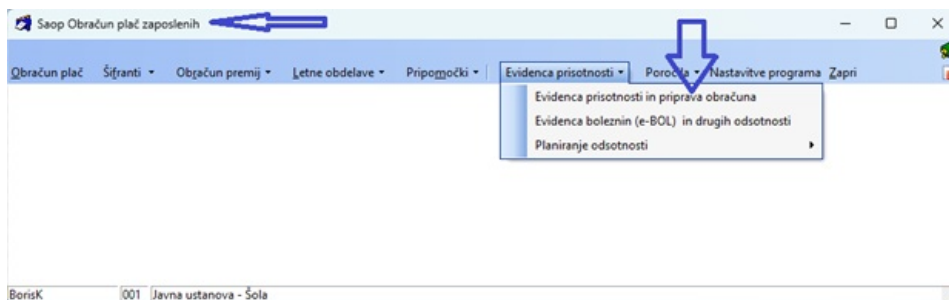 Saop Obračun plač zaposlenih
Obračun plač Šifranti Obračun premij Letne obdelave Pripomočki Evidenca prisotnosti Poročila Nastavitve programa Zapri
Evidenca prisotnosti in priprava obračuna
Evidenca boleznin (e-BOL) in drugih odsotnosti
Planiranje odsotnosti
BorisK 001 Javna ustanova - Šola